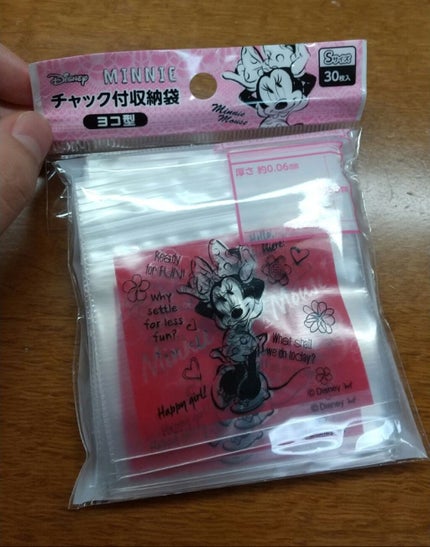 Disney MINNIE
チャック付収納袋
ヨコ型
Minnie
Mouse
Sサイズ
30枚入
厚さ 約0.06mm
Hello
there
Ready
for FUN!
Why
settle
for less
fun?
What shall
we do today?
Happy girl!
© Disney
© Disney